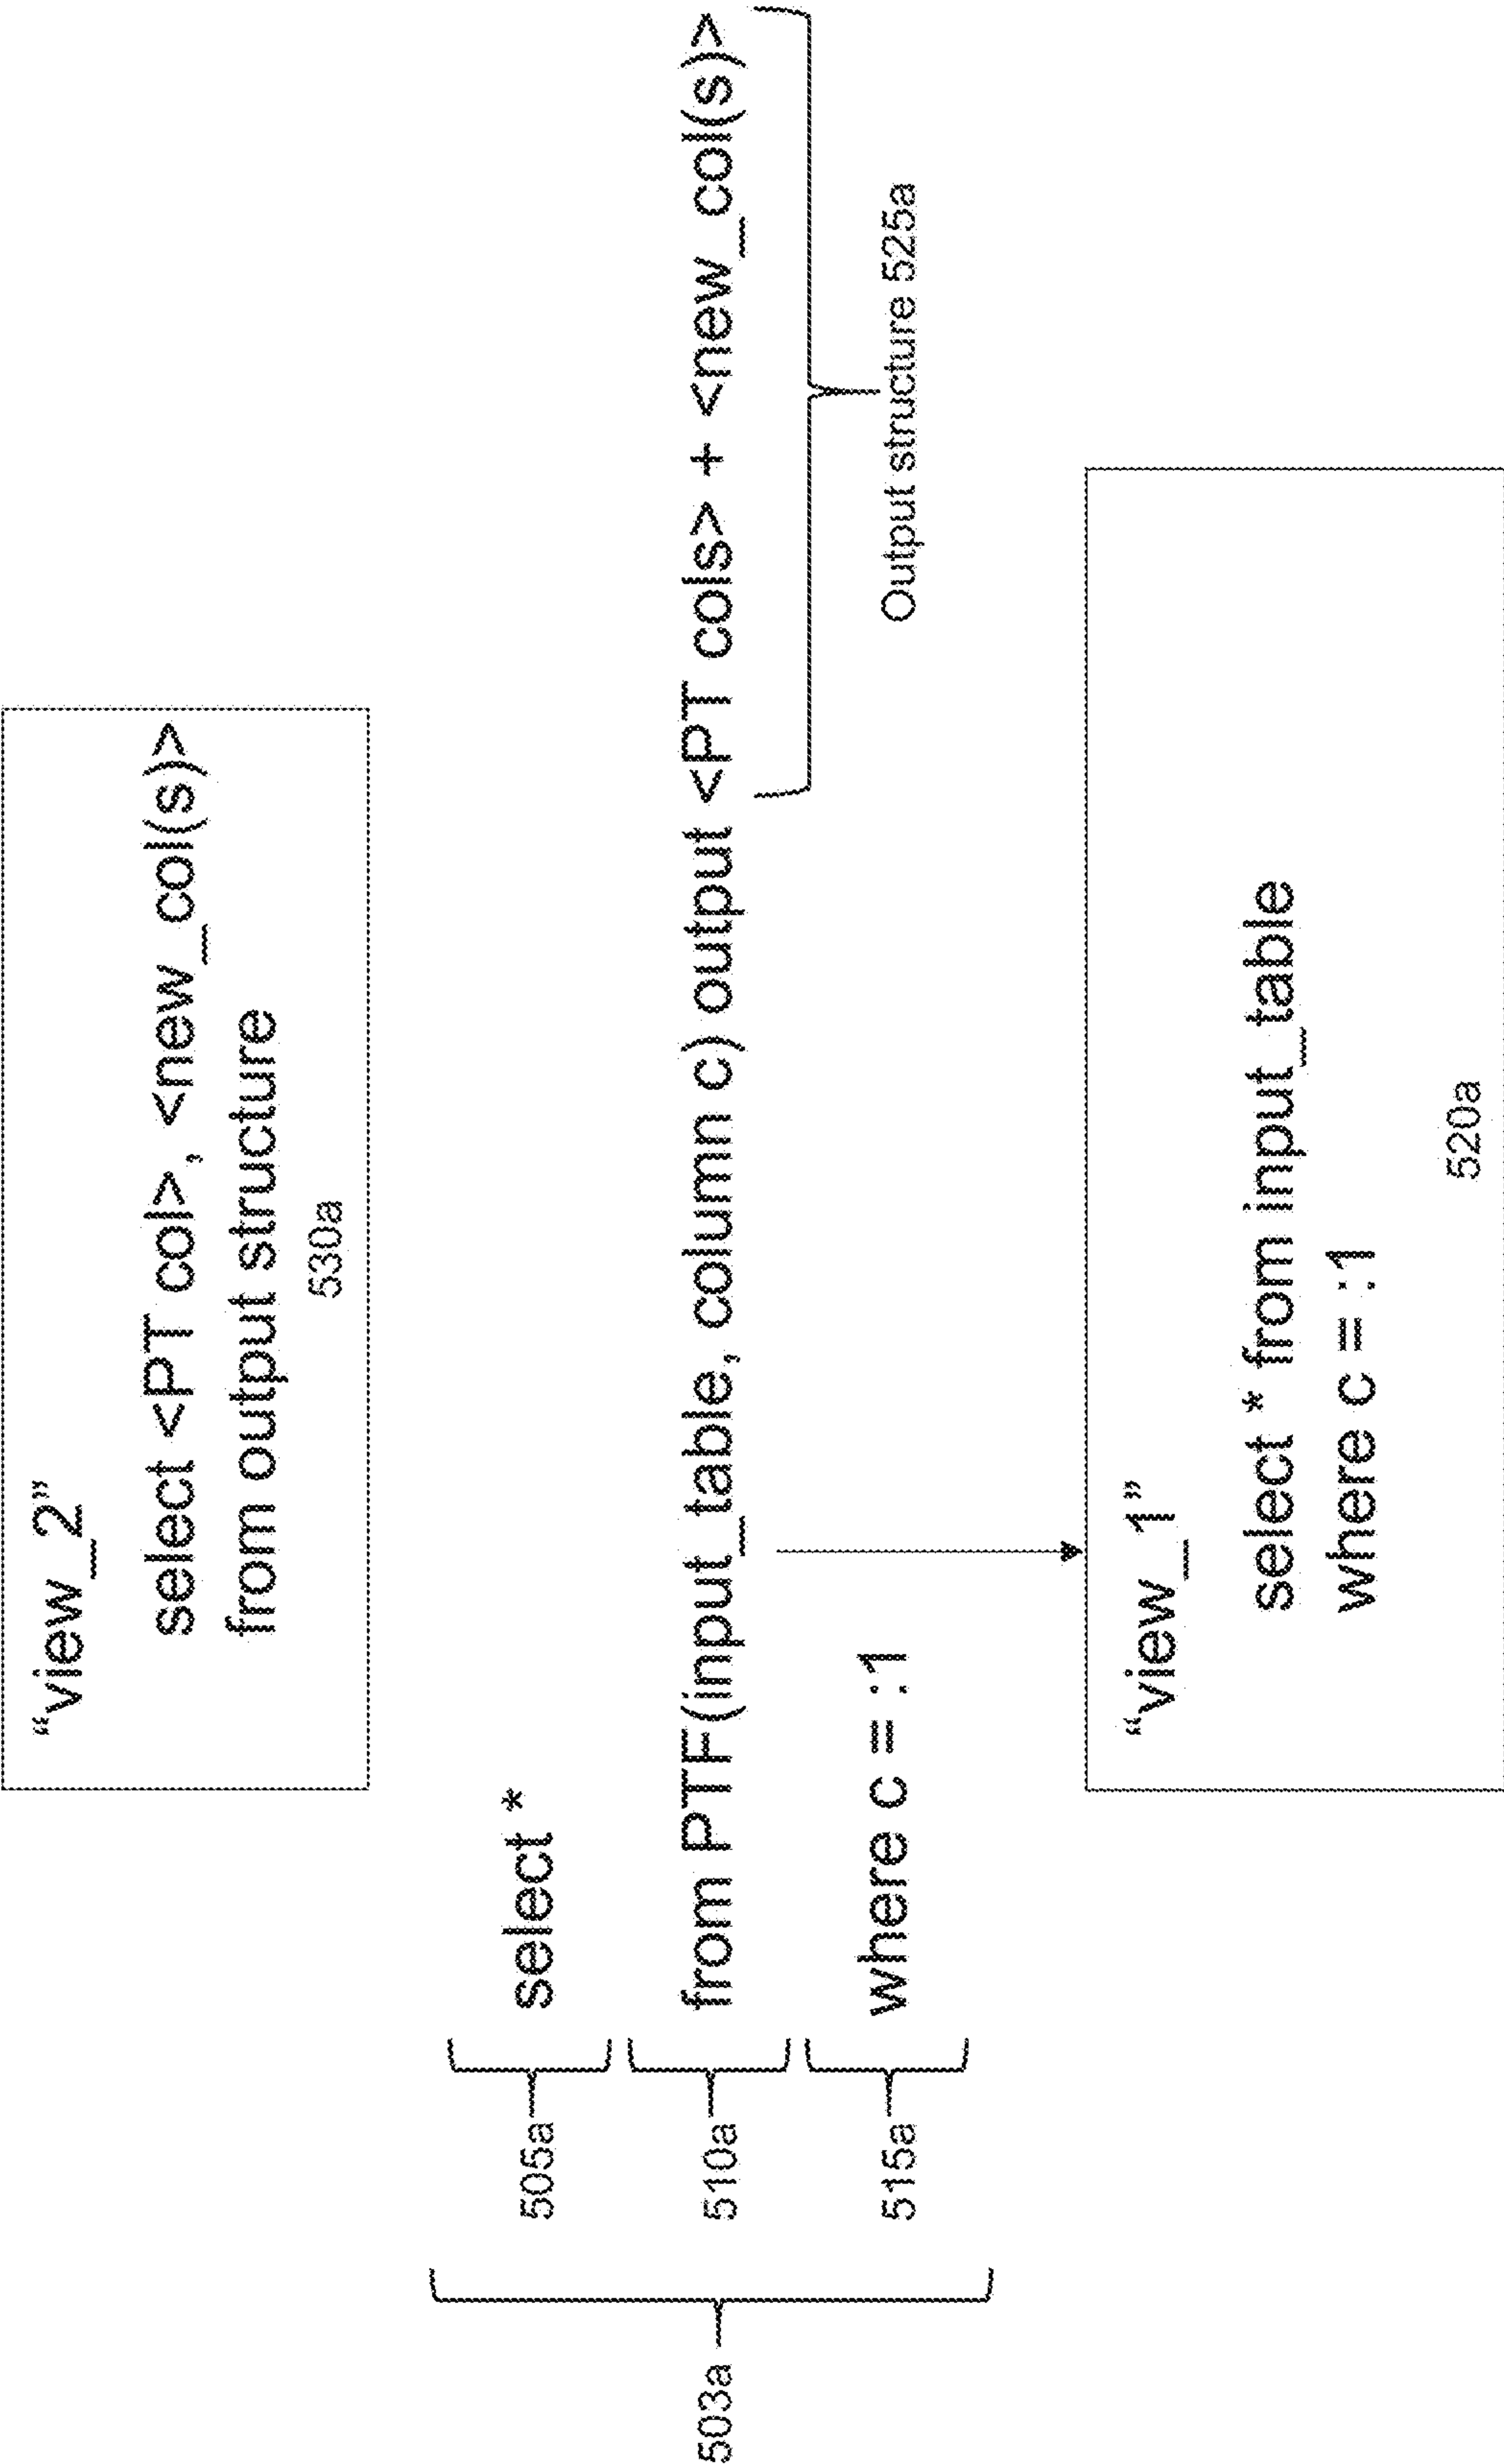 “view_2”
select <PT col>, <new_col(s)>
from output structure
530a
503a
505a
select *
510a
from PTF(input_table, column c) output <PT cols> + <new_col(s)>
515a
where c = :1
Output structure 525a
“view_1”
select * from input_table
where c = :1
520a